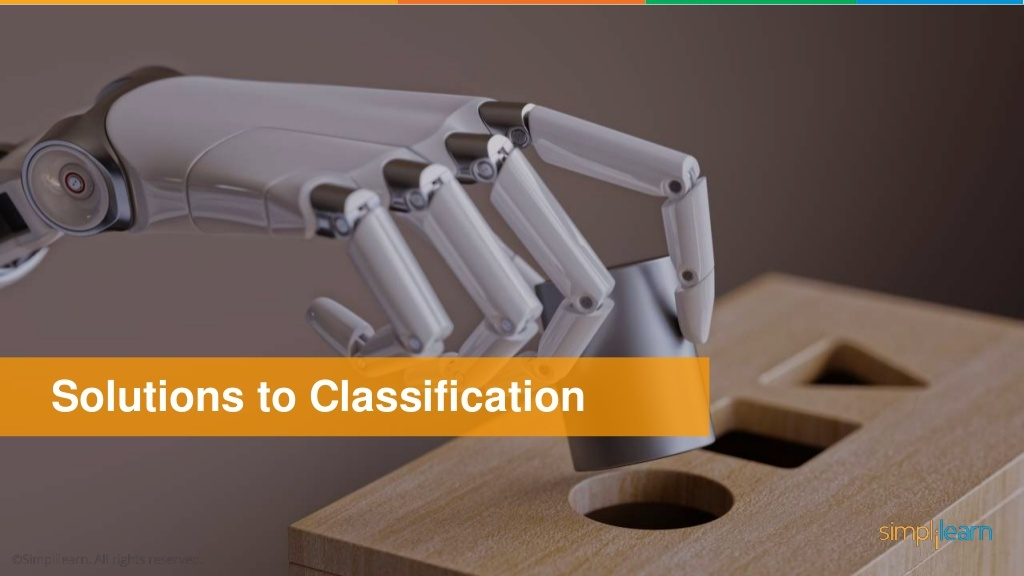 Solutions to Classification
simplilearn
©Simplilearn. All rights reserved.